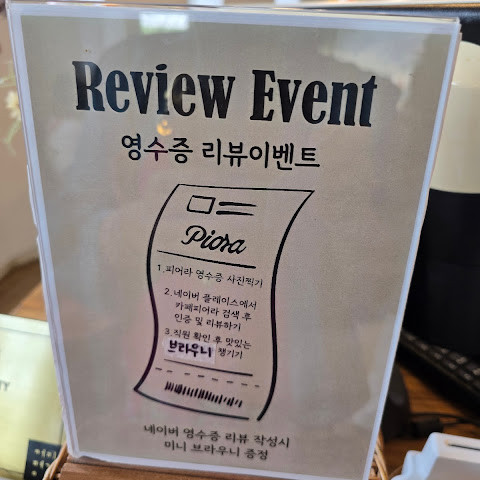 Review Event
영수증 리뷰이벤트
Piora
1.피어라 영수증 사진찍기
2.네이버 플레이스에서
카페피어라 검색 후
인증 및 리뷰하기
3.직원 확인 후 맛있는
브라우니 챙기기
네이버 영수증 리뷰 작성시
미니 브라우니 증정